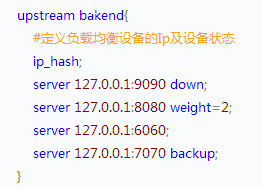 upstream bakend{
#定义负载均衡设备的Ip及设备状态
ip_hash;
server 127.0.0.1:9090 down;
server 127.0.0.1:8080 weight=2;
server 127.0.0.1:6060;
server 127.0.0.1:7070 backup;
}